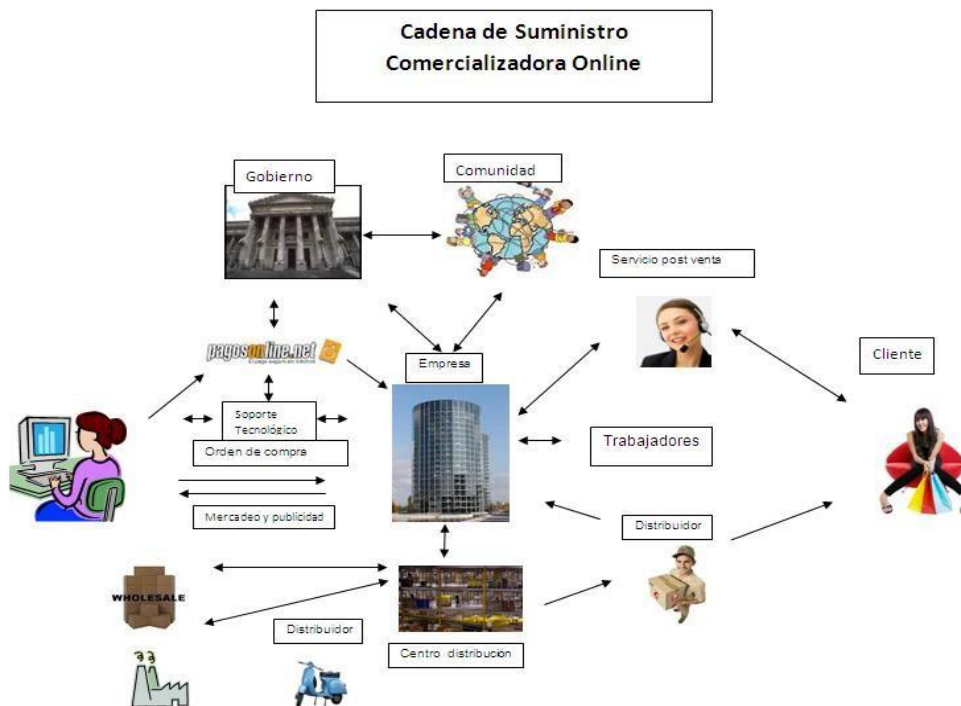 Cadena de Suministro
Comercializadora Online
Gobierno
Comunidad
Servicio post venta
pagosonline.net
Empresa
Cliente
Soporte
Tecnológico
Orden de compra
Trabajadores
Mercadeo y publicidad
Distribuidor
WHOLESALE
Distribuidor
Centro distribución